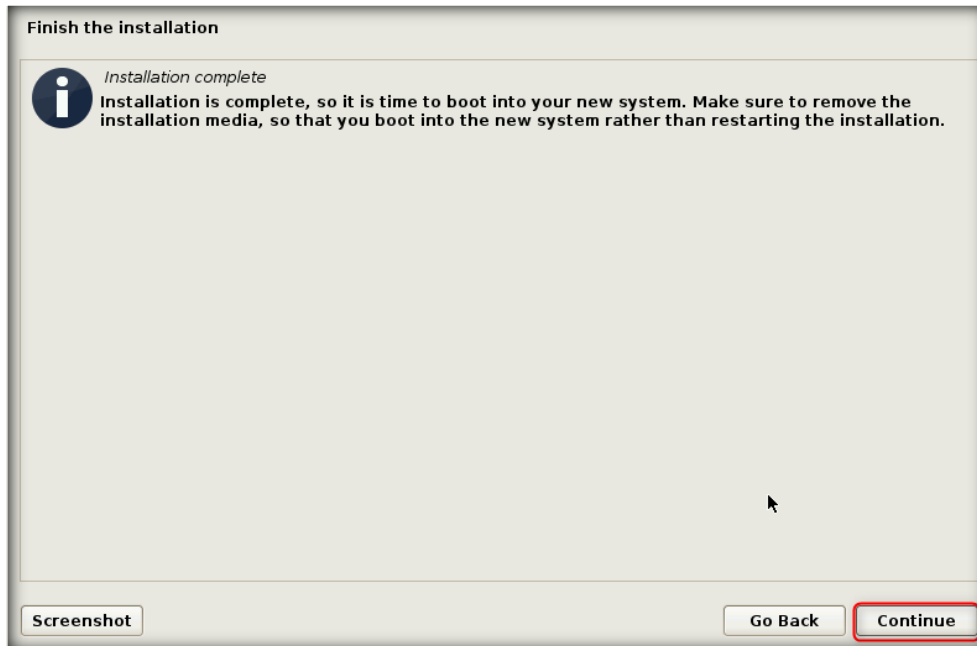 Finish the installation
Installation complete
Installation is complete, so it is time to boot into your new system. Make sure to remove the
installation media, so that you boot into the new system rather than restarting the installation.
Screenshot
Go Back
Continue